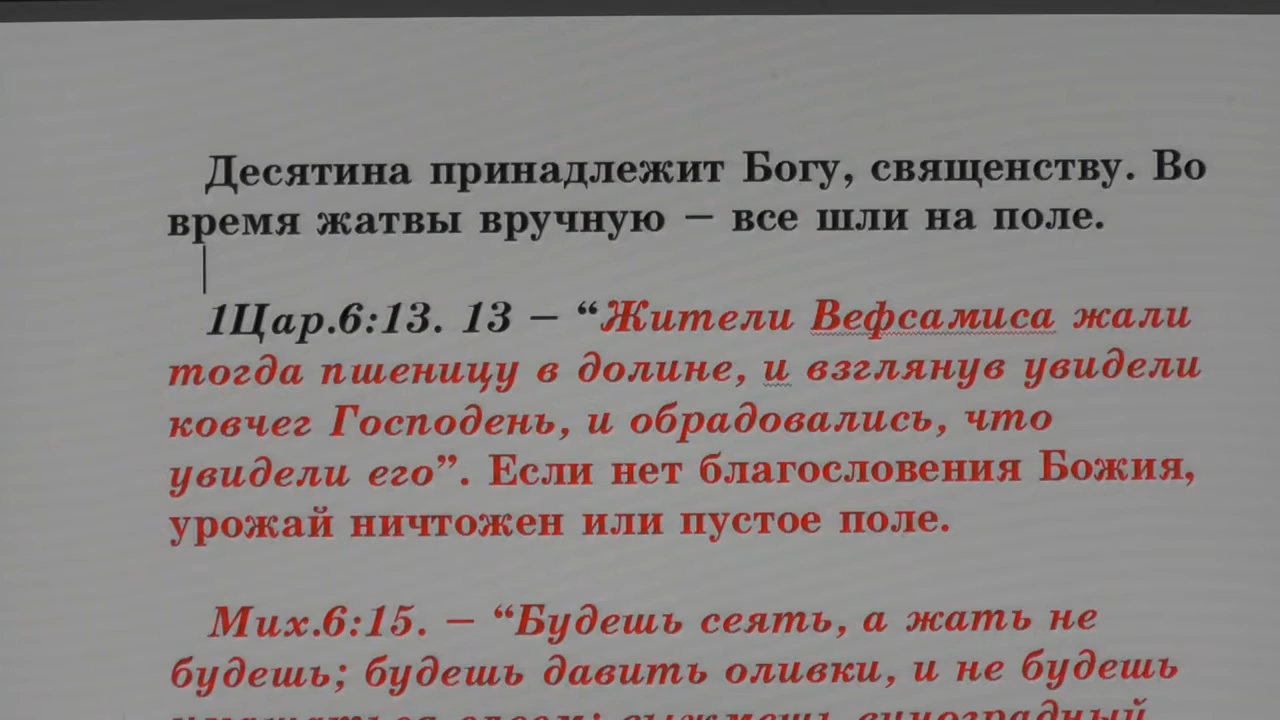 Десятина принадлежит Богу, священству. Во
время жатвы вручную – все шли на поле.
1Цар.6:13. 13 – “Жители Вефсамиса жали
тогда пшеницу в долине, и взглянув увидели
ковчег Господень, и обрадовались, что
увидели его”. Если нет благословения Божия,
урожай ничтожен или пустое поле.
Мих.6:15. – “Будешь сеять, а жать не
будешь; будешь давить оливки, и не будешь